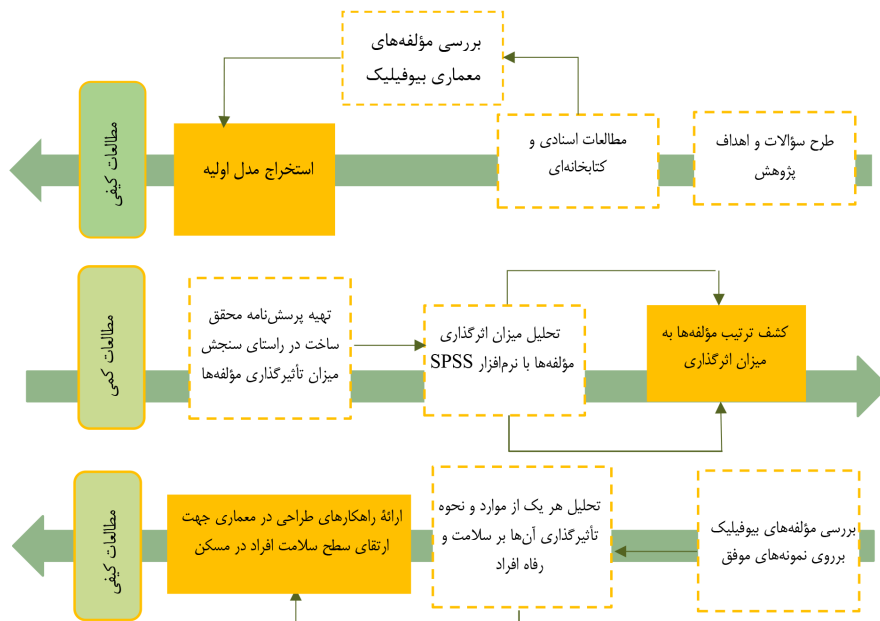 بررسی مؤلفه‌های
معماری بیوفیلیک
طرح سؤالات و اهداف
پژوهش
مطالعات اسنادی و
کتابخانه‌ای
استخراج مدل اولیه
مطالعات کیفی
مطالعات کمی
تهیه پرسش‌نامه محقق
ساخت در راستای سنجش
میزان تأثیرگذاری مؤلفه‌ها
تحلیل میزان اثرگذاری
مؤلفه‌ها با نرم‌افزار SPSS
کشف ترتیب مؤلفه‌ها به
میزان اثرگذاری
بررسی مؤلفه‌های بیوفیلیک
برروی نمونه‌های موفق
تحلیل هر یک از موارد و نحوه
تأثیرگذاری آن‌ها بر سلامت و
رفاه افراد
ارائهٔ راهکارهای طراحی در معماری جهت
ارتقای سطح سلامت افراد در مسکن
مطالعات کیفی